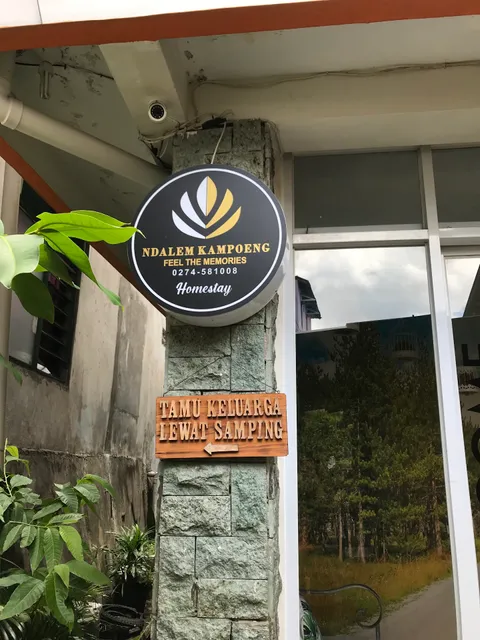 NDALEM KAMPOENG
FEEL THE MEMORIES
0274-581008
Homestay
TAMU KELUARGA
LEWAT SAMPING